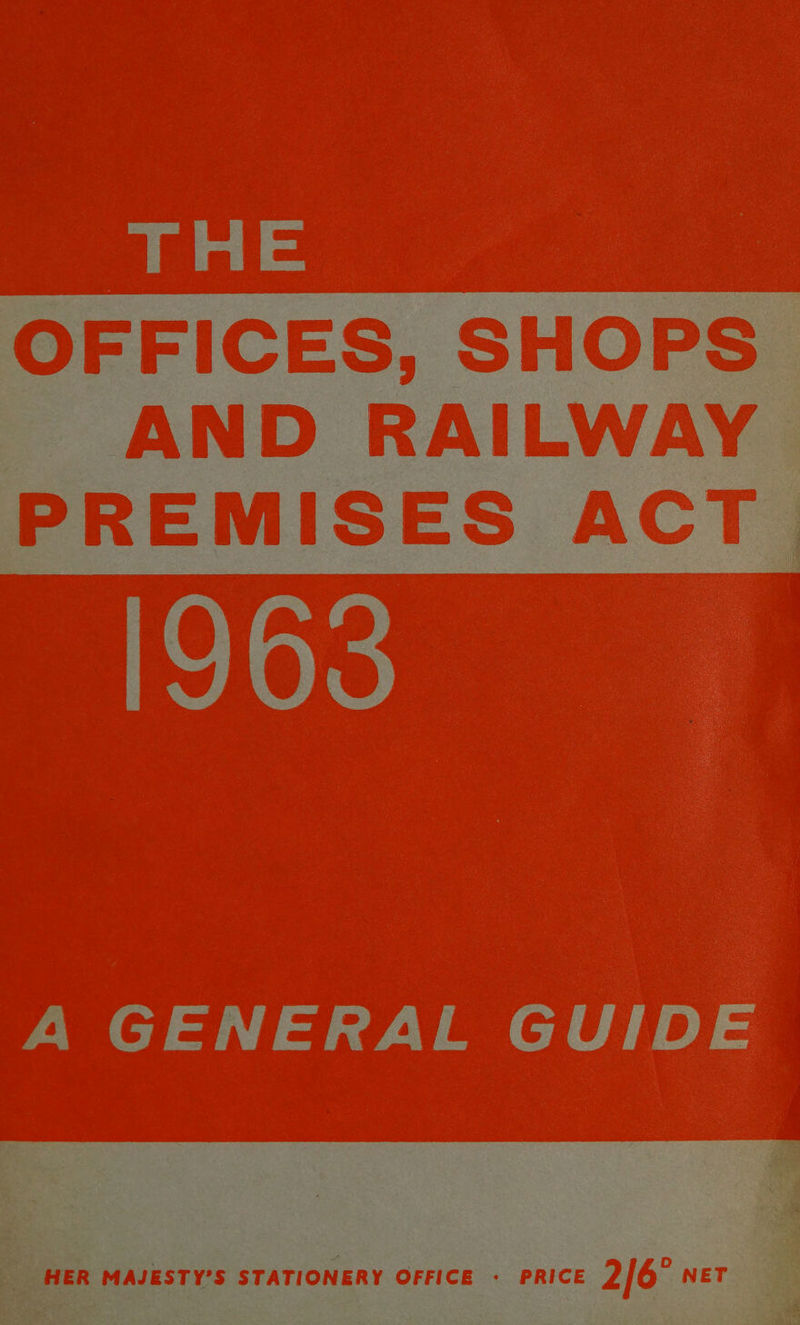 THE
OFFICES, SHOPS
AND RAILWAY
PREMISES ACT
1963
A GENERAL GUIDE
HER MAJESTY'S STATIONERY OFFICE · PRICE 2/6ᴰ NET